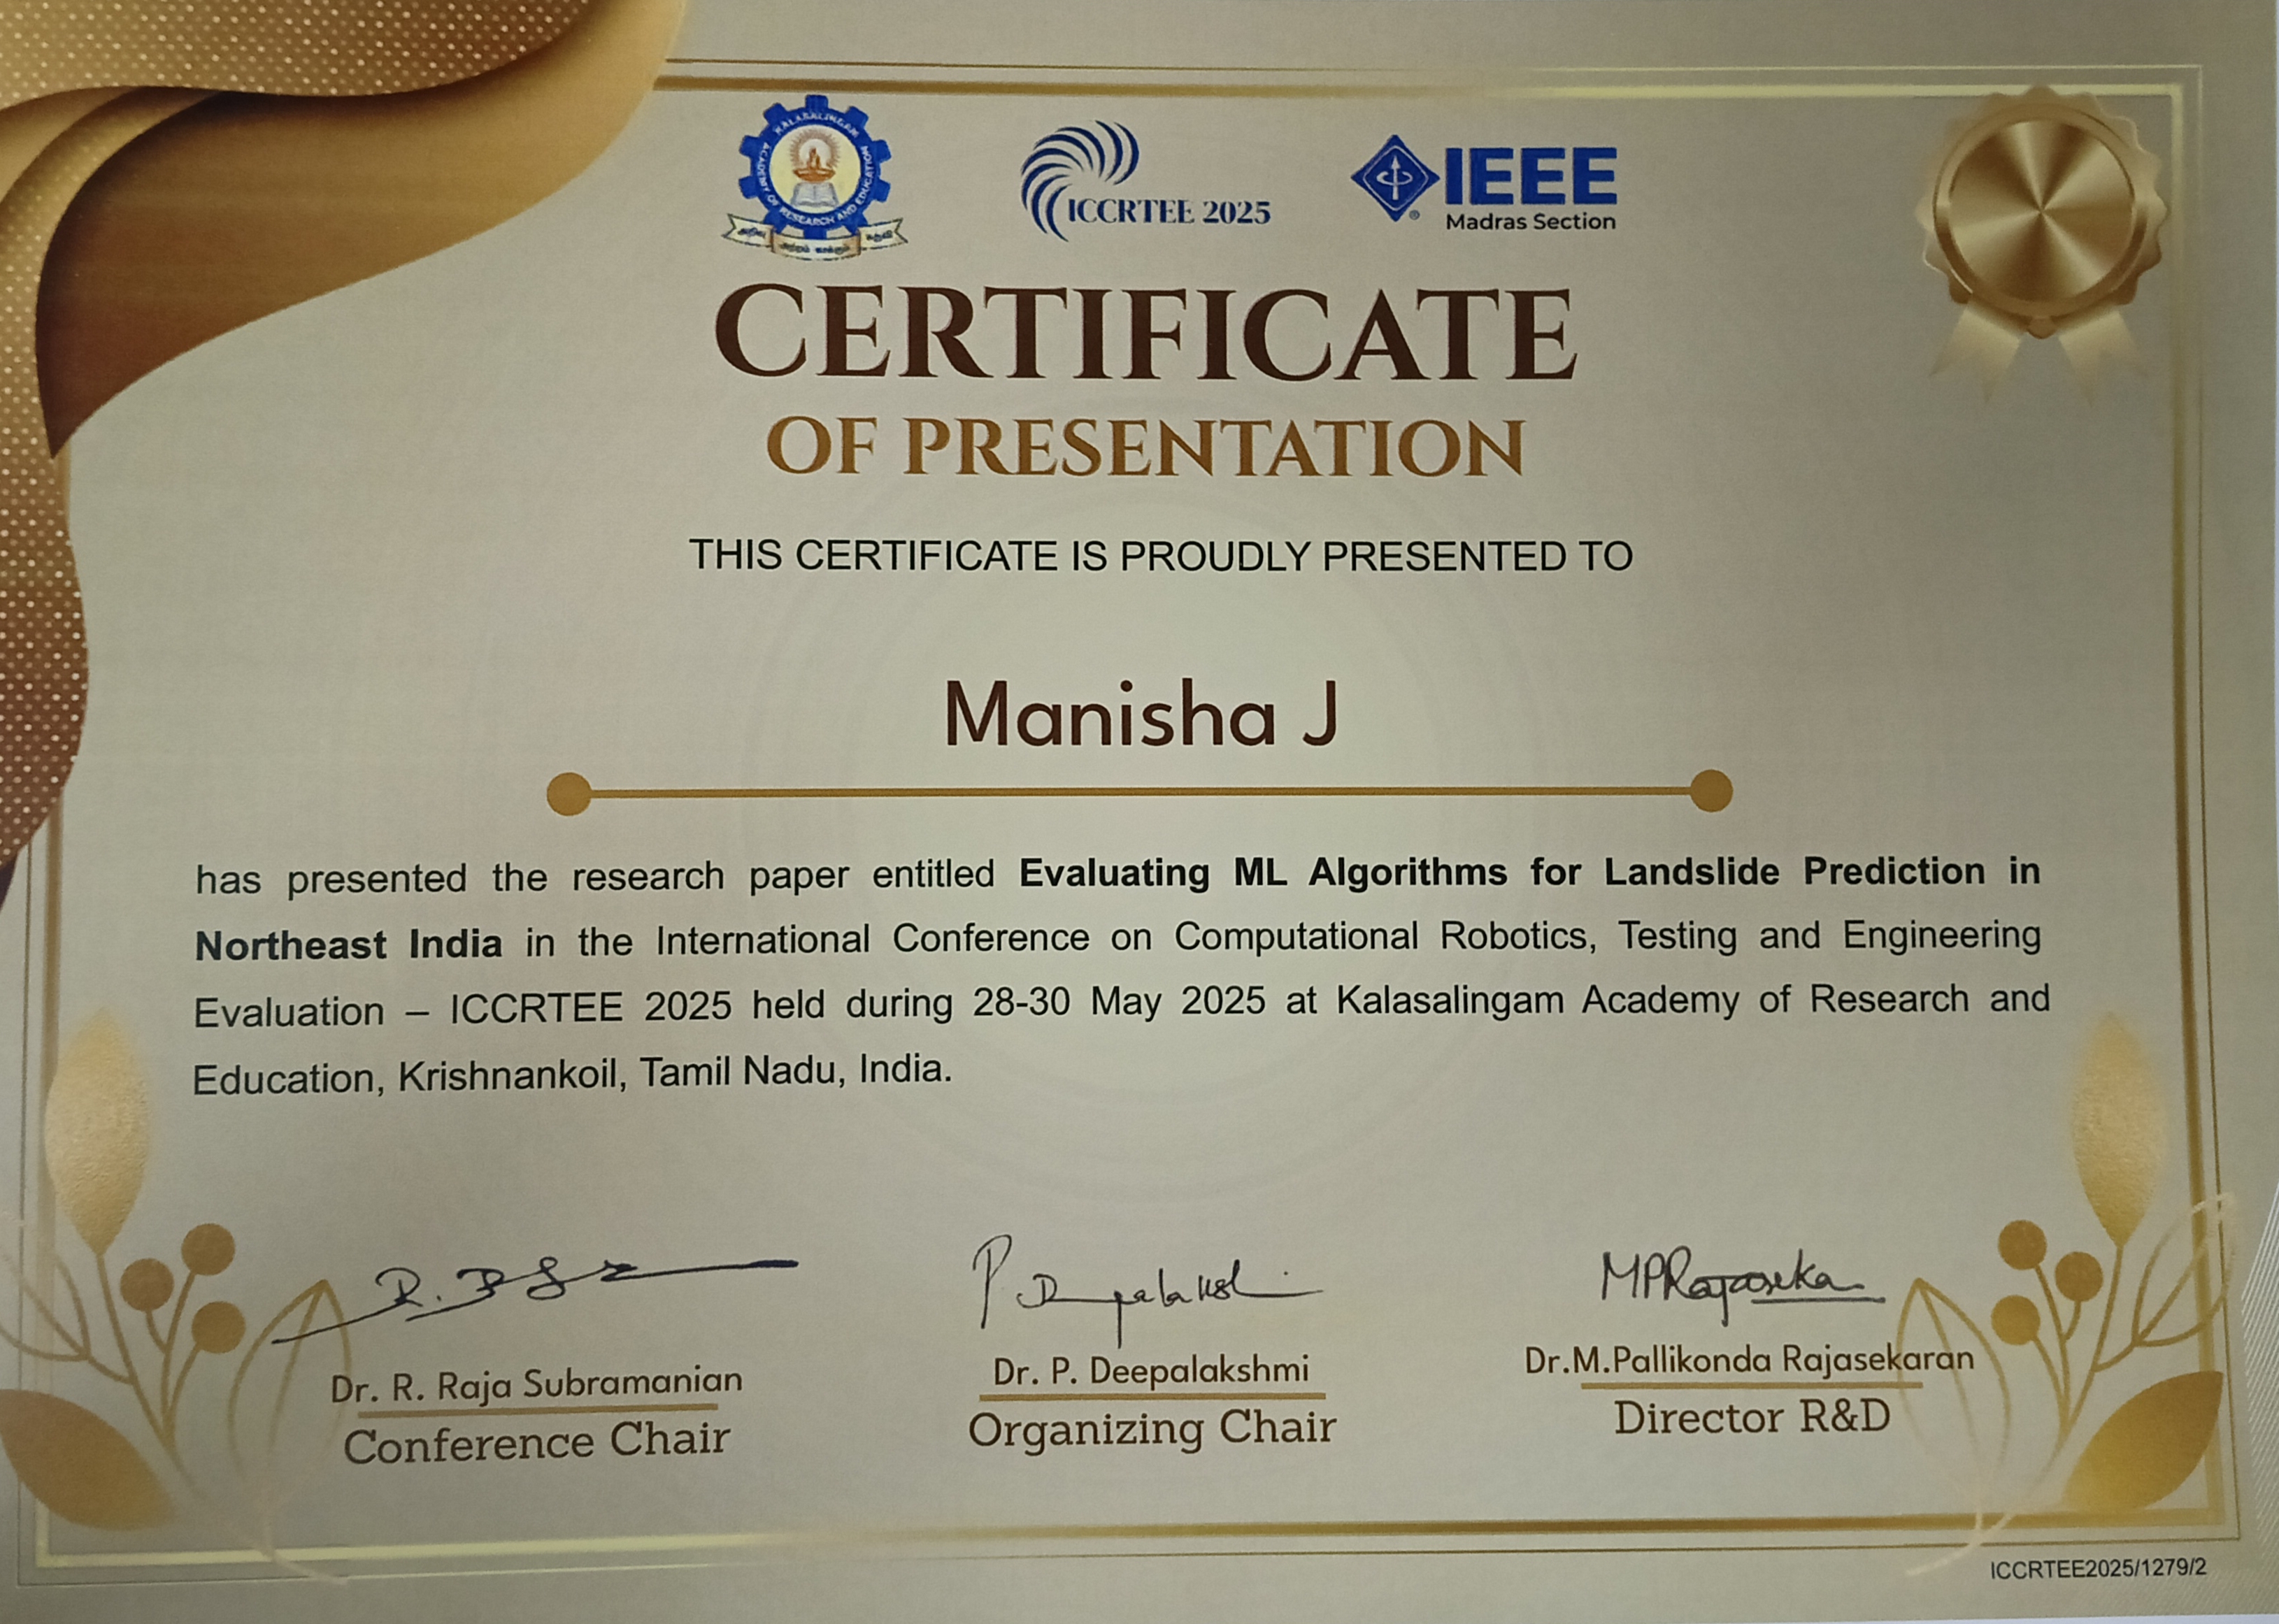 KALASALINGAM
ACADEMY OF RESEARCH AND EDUCATION
ICCRTEE 2025
IEEE
Madras Section
CERTIFICATE
OF PRESENTATION
THIS CERTIFICATE IS PROUDLY PRESENTED TO
Manisha J
has presented the research paper entitled Evaluating ML Algorithms for Landslide Prediction in
Northeast India in the International Conference on Computational Robotics, Testing and Engineering
Evaluation – ICCRTEE 2025 held during 28-30 May 2025 at Kalasalingam Academy of Research and
Education, Krishnankoil, Tamil Nadu, India.
Dr. R. Raja Subramanian
Conference Chair
P. Deepalakshmi
Dr. P. Deepalakshmi
Organizing Chair
Dr.M.Pallikonda Rajasekaran
Director R&D
ICCRTEE2025/1279/2